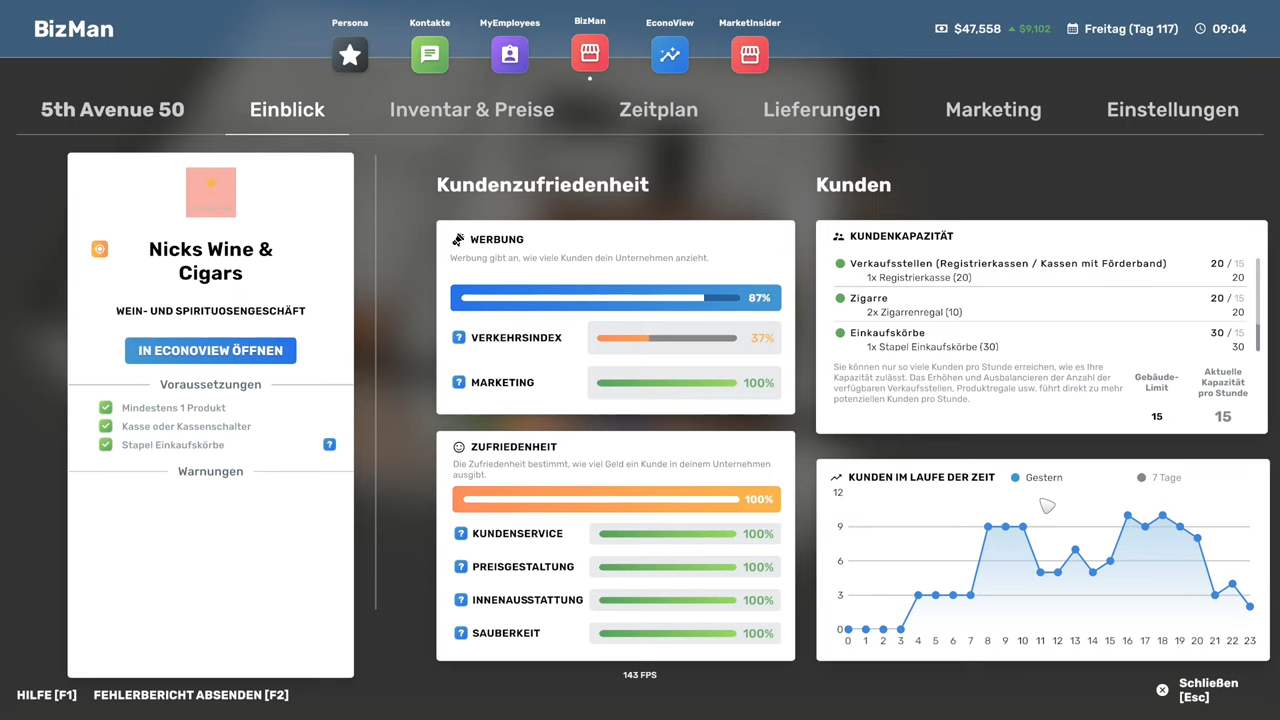 BizMan
Persona
Kontakte
MyEmployees
BizMan
EconoView
MarketInsider
$47,558
$9,102
Freitag (Tag 117)
09:04
5th Avenue 50
Einblick
Inventar & Preise
Zeitplan
Lieferungen
Marketing
Einstellungen
Nicks Wine &
Cigars
WEIN- UND SPIRITUOSENGESCHÄFT
IN ECONOVIEW ÖFFNEN
Voraussetzungen
Mindestens 1 Produkt
Kasse oder Kassenschalter
Stapel Einkaufskörbe
?
Warnungen
Kundenzufriedenheit
WERBUNG
Werbung gibt an, wie viele Kunden dein Unternehmen anzieht.
87%
? VERKEHRSINDEX 37%
? MARKETING 100%
ZUFRIEDENHEIT
Die Zufriedenheit bestimmt, wie viel Geld ein Kunde in deinem Unternehmen
ausgibt.
100%
? KUNDENSERVICE 100%
? PREISGESTALTUNG 100%
? INNENAUSSTATTUNG 100%
? SAUBERKEIT 100%
Kunden
KUNDENKAPAZITÄT
Verkaufsstellen (Registrierkassen / Kassen mit Förderband) 20 / 15
1x Registrierkasse (20) 20
Zigarre 20 / 15
2x Zigarrenregal (10) 20
Einkaufskörbe 30 / 15
1x Stapel Einkaufskörbe (30) 30
Sie können nur so viele Kunden pro Stunde erreichen, wie es Ihre
Kapazität zulässt. Das Erhöhen und Ausbalancieren der Anzahl der
verfügbaren Verkaufsstellen, Produktregale usw. führt direkt zu mehr
potenziellen Kunden pro Stunde.
Gebäude-
Limit
15
Aktuelle
Kapazität
pro Stunde
15
KUNDEN IM LAUFE DER ZEIT
Gestern
7 Tage
12
9
6
3
0
0 1 2 3 4 5 6 7 8 9 10 11 12 13 14 15 16 17 18 19 20 21 22 23
143 FPS
HILFE [F1]
FEHLERBERICHT ABSENDEN [F2]
Schließen
[Esc]